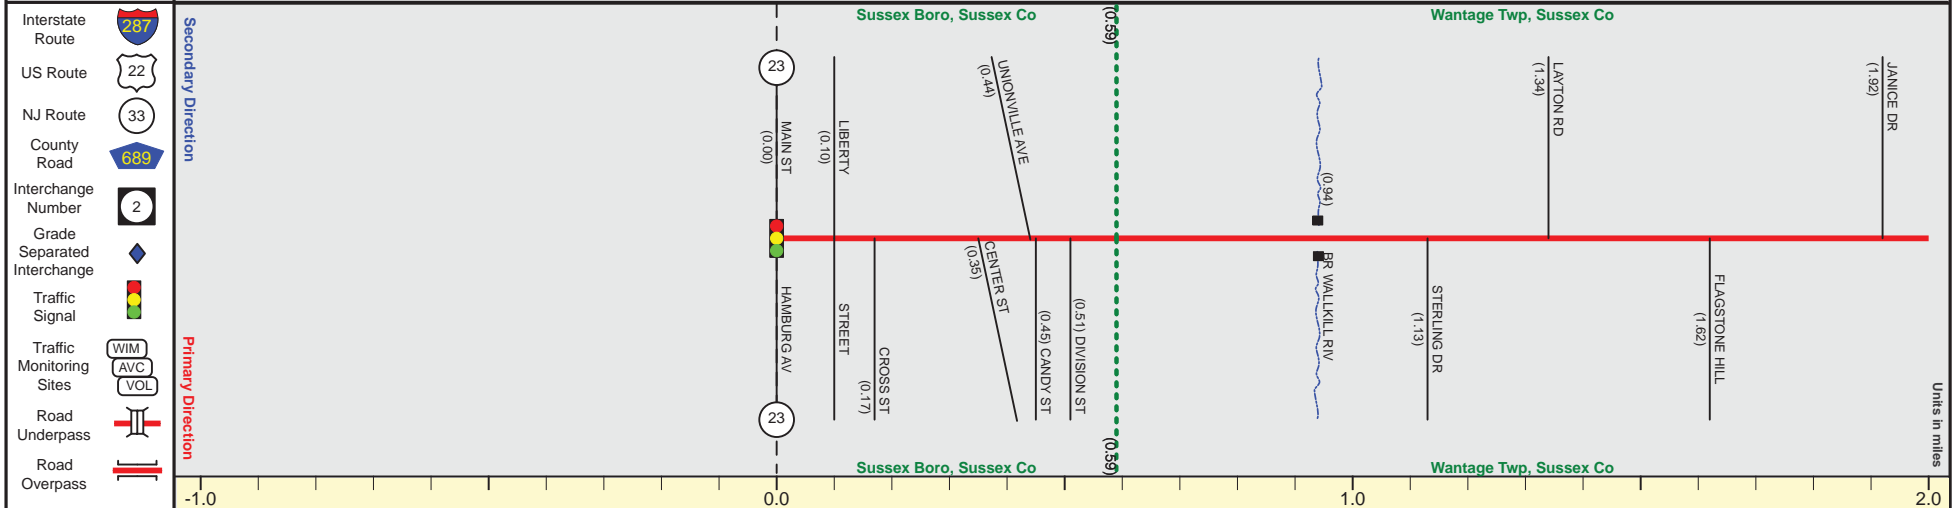 Interstate
Route
287
US Route
22
NJ Route
33
County
Road
689
Interchange
Number
2
Grade
Separated
Interchange
Traffic
Signal
Traffic
Monitoring
Sites
WIM
AVC
VOL
Road
Underpass
Road
Overpass
Secondary Direction
Primary Direction
Sussex Boro, Sussex Co
(0.59)
Wantage Twp, Sussex Co
23
MAIN ST
(0.00)
LIBERTY
(0.10)
UNIONVILLE AVE
(0.44)
(0.94)
LAYTON RD
(1.34)
JANICE DR
(1.92)
HAMBURG AV
STREET
CROSS ST
(0.17)
CENTER ST
(0.35)
(0.45) CANDY ST
(0.51) DIVISION ST
BR WALLKILL RIV
STERLING DR
(1.13)
FLAGSTONE HILL
(1.62)
23
Sussex Boro, Sussex Co
(0.59)
Wantage Twp, Sussex Co
Units in miles
-1.0
0.0
1.0
2.0